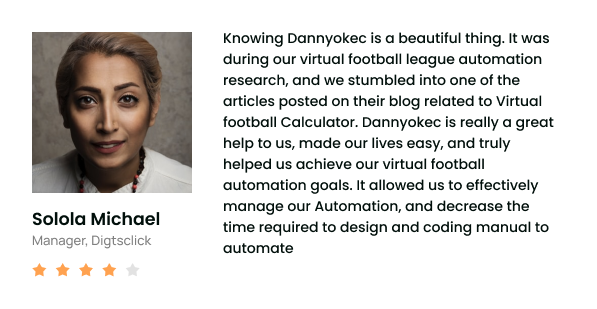 Knowing Dannyokec is a beautiful thing. It was
during our virtual football league automation
research, and we stumbled into one of the
articles posted on their blog related to Virtual
football Calculator. Dannyokec is really a great
help to us, made our lives easy, and truly
helped us achieve our virtual football
automation goals. It allowed us to effectively
manage our Automation, and decrease the
time required to design and coding manual to
automate
Solola Michael
Manager, Digtsclick